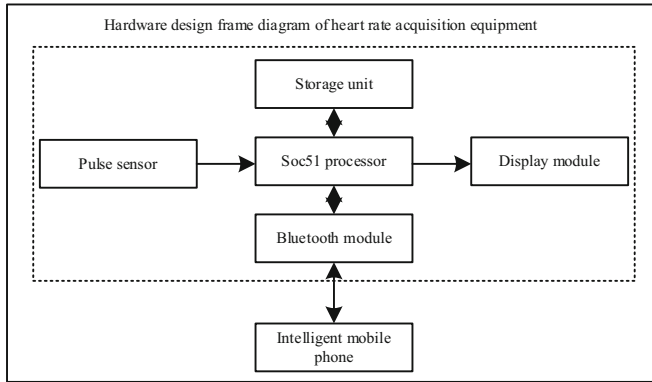 Hardware design frame diagram of heart rate acquisition equipment
Storage unit
Pulse sensor
Soc51 processor
Display module
Bluetooth module
Intelligent mobile
phone